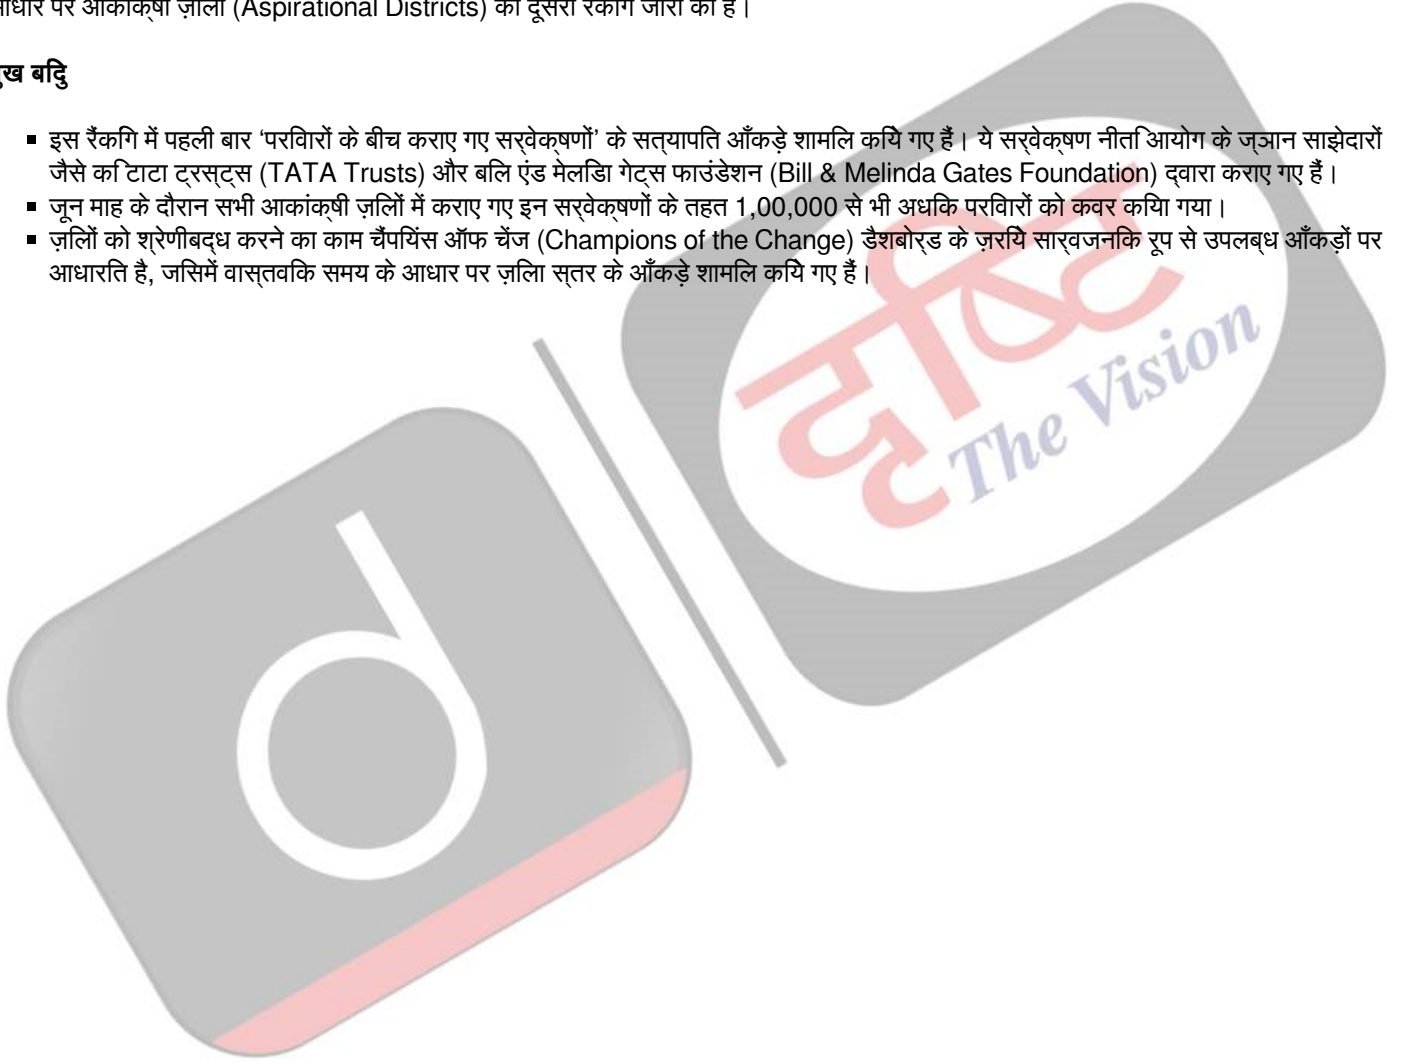 आधार पर आकांक्षी ज़िलों (Aspirational Districts) की दूसरी रैंकिंग जारी की है।
बिंदु
इस रैंकिंग में पहली बार ‘परिवारों के बीच कराए गए सर्वेक्षणों’ के सत्यापित आँकड़े शामिल किये गए हैं। ये सर्वेक्षण नीति आयोग के ज्ञान साझेदारों
जैसे कि टाटा ट्रस्ट्स (TATA Trusts) और बिल एंड मेलिंडा गेट्स फाउंडेशन (Bill & Melinda Gates Foundation) द्वारा कराए गए हैं।
जून माह के दौरान सभी आकांक्षी ज़िलों में कराए गए इन सर्वेक्षणों के तहत 1,00,000 से भी अधिक परिवारों को कवर किया गया।
ज़िलों को श्रेणीबद्ध करने का काम चैंपियंस ऑफ चेंज (Champions of the Change) डैशबोर्ड के ज़रिये सार्वजनिक रूप से उपलब्ध आँकड़ों पर
आधारित है, जिसमें वास्तविक समय के आधार पर ज़िला स्तर के आँकड़े शामिल किये गए हैं।
दृष्टि
The Vision
d